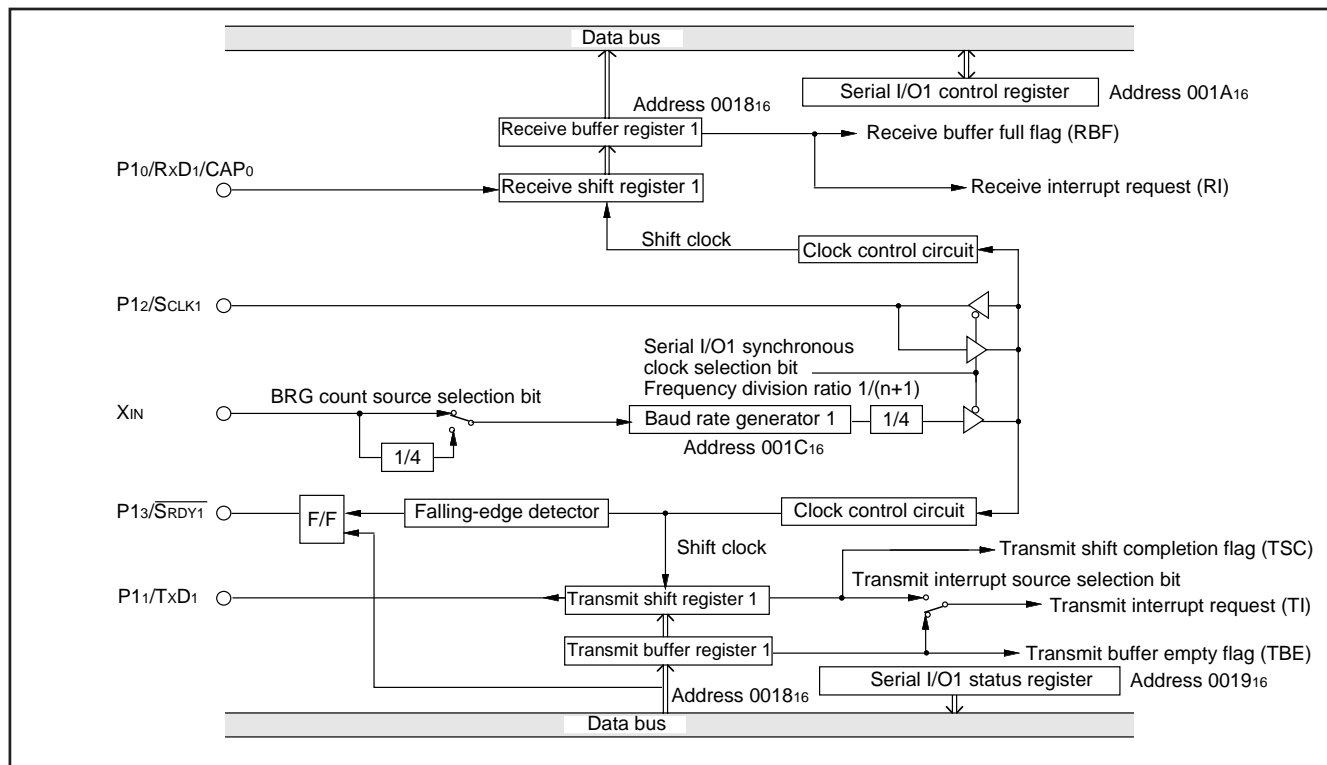 Data bus
Serial I/O1 control register
Address 001A16
Address 001816
Receive buffer register 1
Receive buffer full flag (RBF)
P10/RXD1/CAP0
Receive shift register 1
Receive interrupt request (RI)
Shift clock
Clock control circuit
P12/SCLK1
Serial I/O1 synchronous
clock selection bit
Frequency division ratio 1/(n+1)
XIN
BRG count source selection bit
Baud rate generator 1
1/4
Address 001C16
1/4
P13/SRDY1
F/F
Falling-edge detector
Clock control circuit
Shift clock
Transmit shift completion flag (TSC)
Transmit interrupt source selection bit
P11/TXD1
Transmit shift register 1
Transmit interrupt request (TI)
Transmit buffer register 1
Transmit buffer empty flag (TBE)
Address 001816
Serial I/O1 status register
Address 001916
Data bus